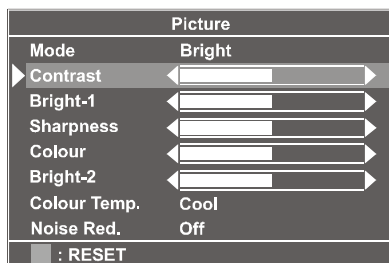 Picture
Mode Bright
Contrast
Bright-1
Sharpness
Colour
Bright-2
Colour Temp. Cool
Noise Red. Off
: RESET